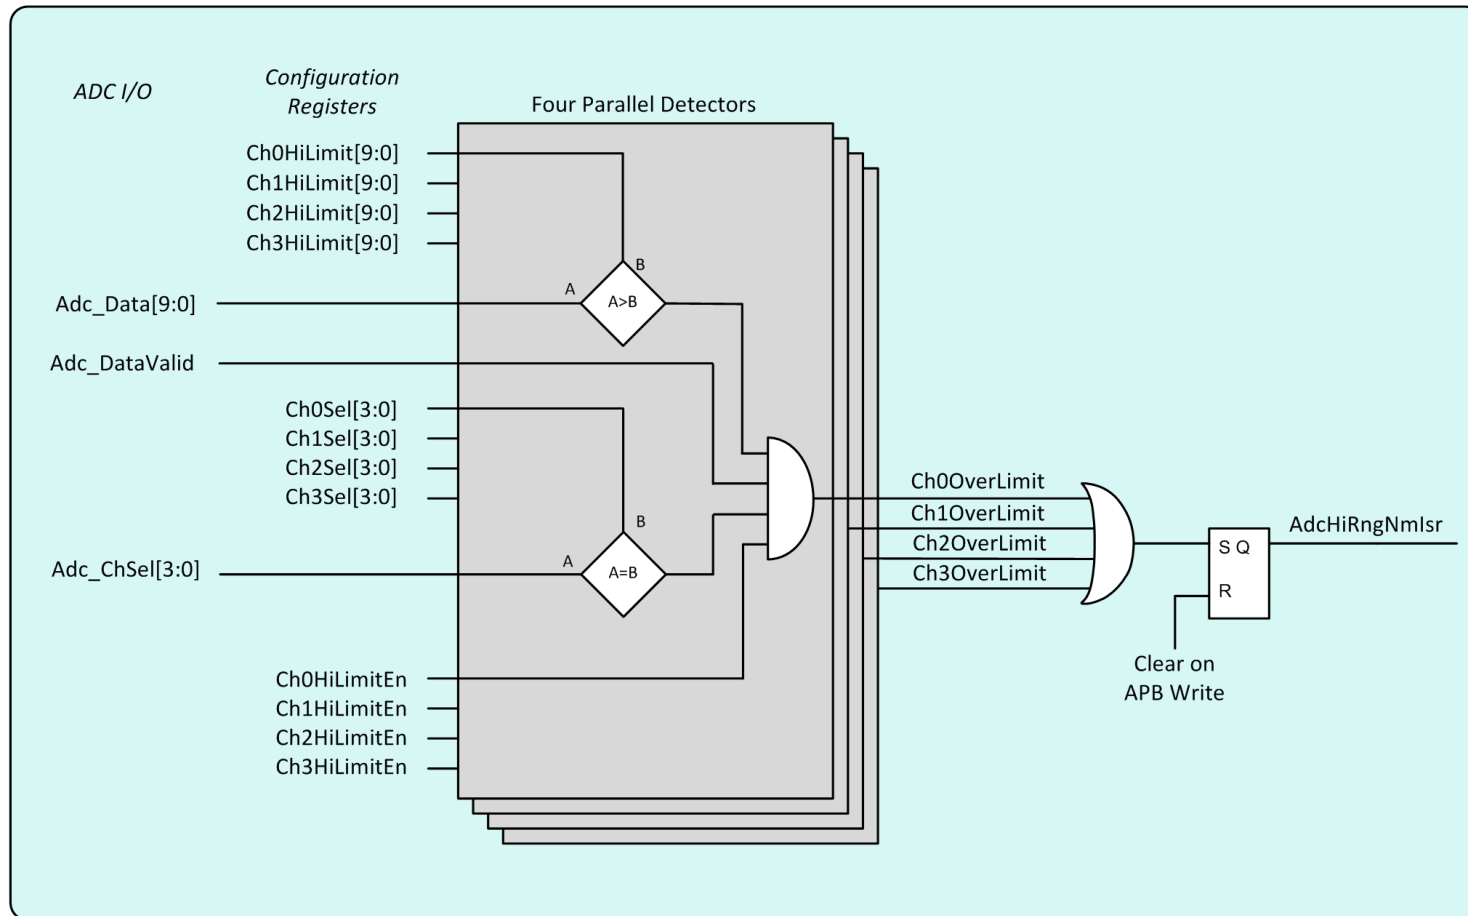 ADC I/O
Configuration
Registers
Four Parallel Detectors
Ch0HiLimit[9:0]
Ch1HiLimit[9:0]
Ch2HiLimit[9:0]
Ch3HiLimit[9:0]
B
A
A>B
Adc_Data[9:0]
Adc_DataValid
Ch0Sel[3:0]
Ch1Sel[3:0]
Ch2Sel[3:0]
Ch3Sel[3:0]
B
A
A=B
Adc_ChSel[3:0]
Ch0HiLimitEn
Ch1HiLimitEn
Ch2HiLimitEn
Ch3HiLimitEn
Ch0OverLimit
Ch1OverLimit
Ch2OverLimit
Ch3OverLimit
S Q
R
AdcHiRngNmIsr
Clear on
APB Write